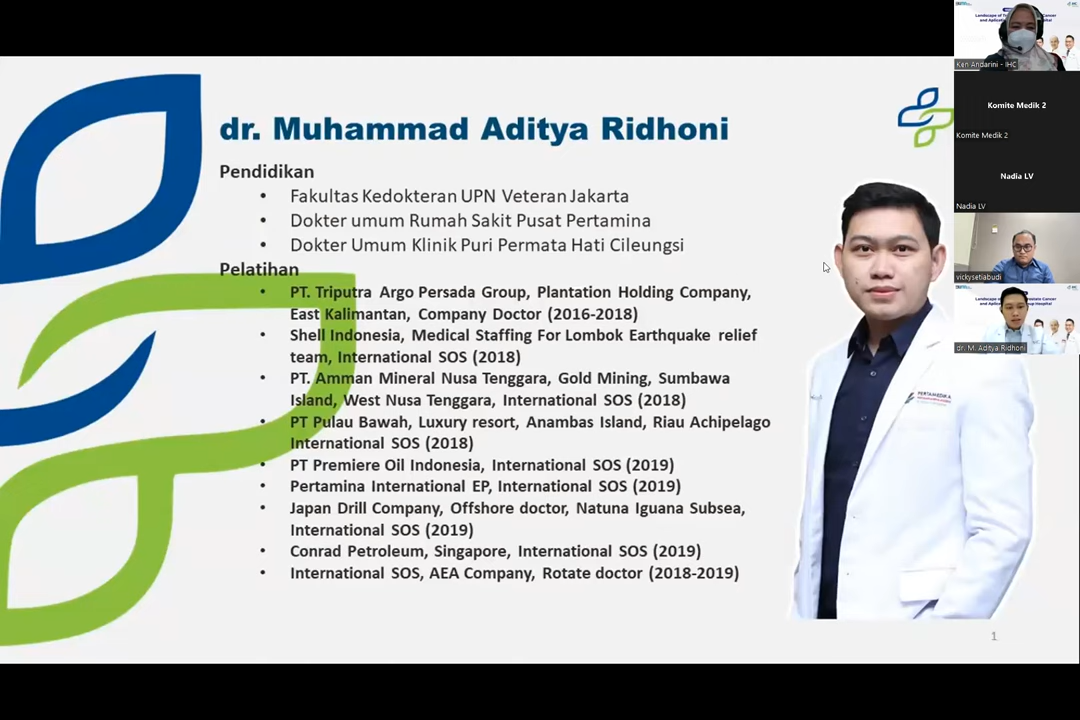 dr. Muhammad Aditya Ridhoni
Pendidikan
• Fakultas Kedokteran UPN Veteran Jakarta
• Dokter umum Rumah Sakit Pusat Pertamina
• Dokter Umum Klinik Puri Permata Hati Cileungsi
Pelatihan
• PT. Triputra Argo Persada Group, Plantation Holding Company,
East Kalimantan, Company Doctor (2016-2018)
• Shell Indonesia, Medical Staffing For Lombok Earthquake relief
team, International SOS (2018)
• PT. Amman Mineral Nusa Tenggara, Gold Mining, Sumbawa
Island, West Nusa Tenggara, International SOS (2018)
• PT Pulau Bawah, Luxury resort, Anambas Island, Riau Achipelago
International SOS (2018)
• PT Premiere Oil Indonesia, International SOS (2019)
• Pertamina International EP, International SOS (2019)
• Japan Drill Company, Offshore doctor, Natuna Iguana Subsea,
International SOS (2019)
• Conrad Petroleum, Singapore, International SOS (2019)
• International SOS, AEA Company, Rotate doctor (2018-2019)
PERTAMEDIKA
1
Ken Andarini - IHC
Komite Medik 2
Komite Medik 2
Nadia LV
Nadia LV
vickysetiabudi
dr. M. Aditya Ridhoni